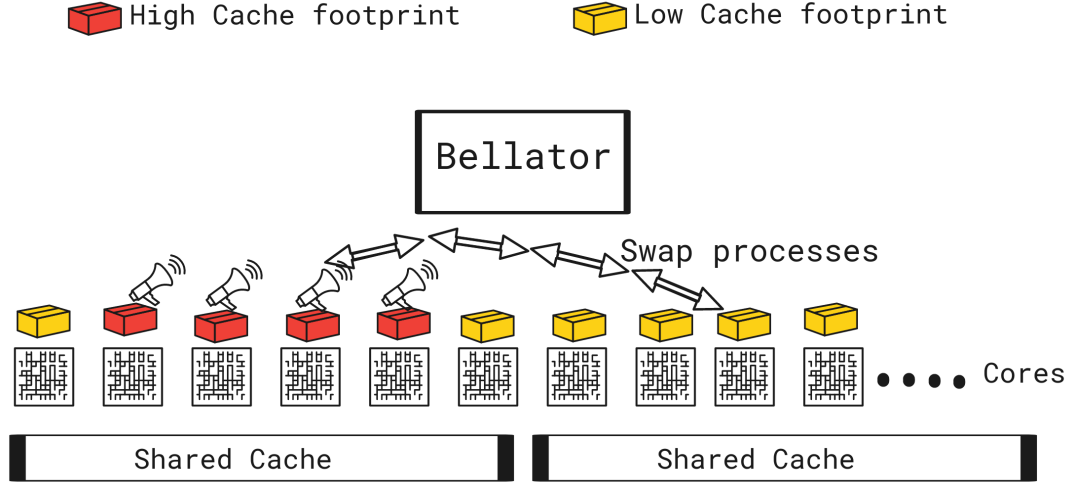 High Cache footprint
Low Cache footprint
Bellator
Swap processes
Cores
Shared Cache
Shared Cache